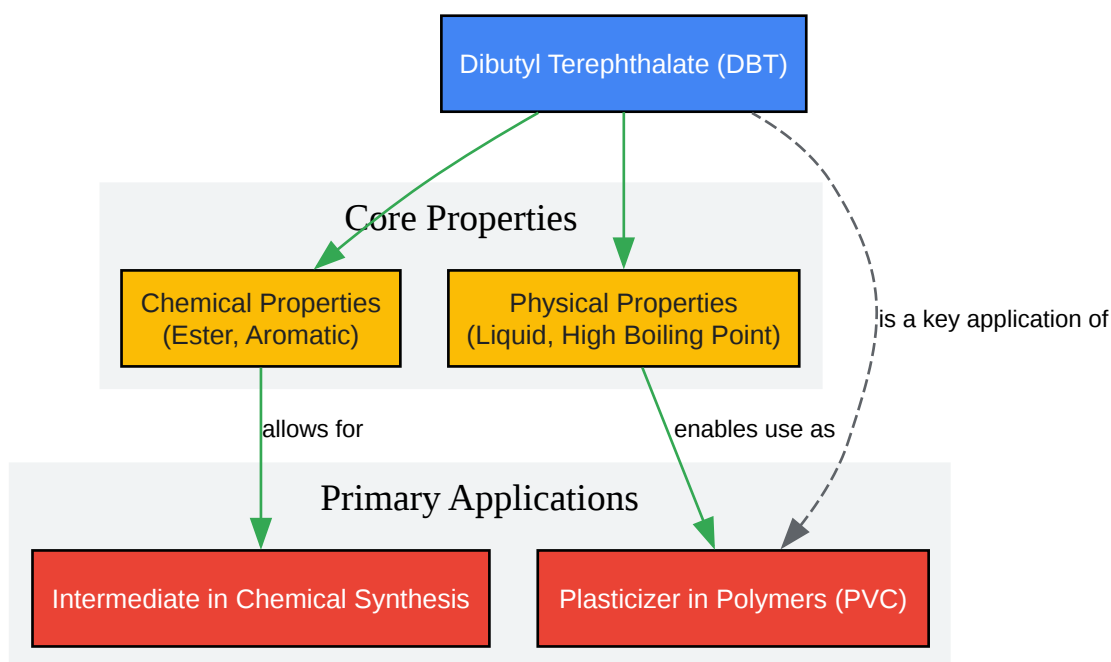 Dibutyl Terephthalate (DBT)
Core Properties
Chemical Properties
(Ester, Aromatic)
Physical Properties
(Liquid, High Boiling Point)
is a key application of
allows for
enables use as
Primary Applications
Intermediate in Chemical Synthesis
Plasticizer in Polymers (PVC)